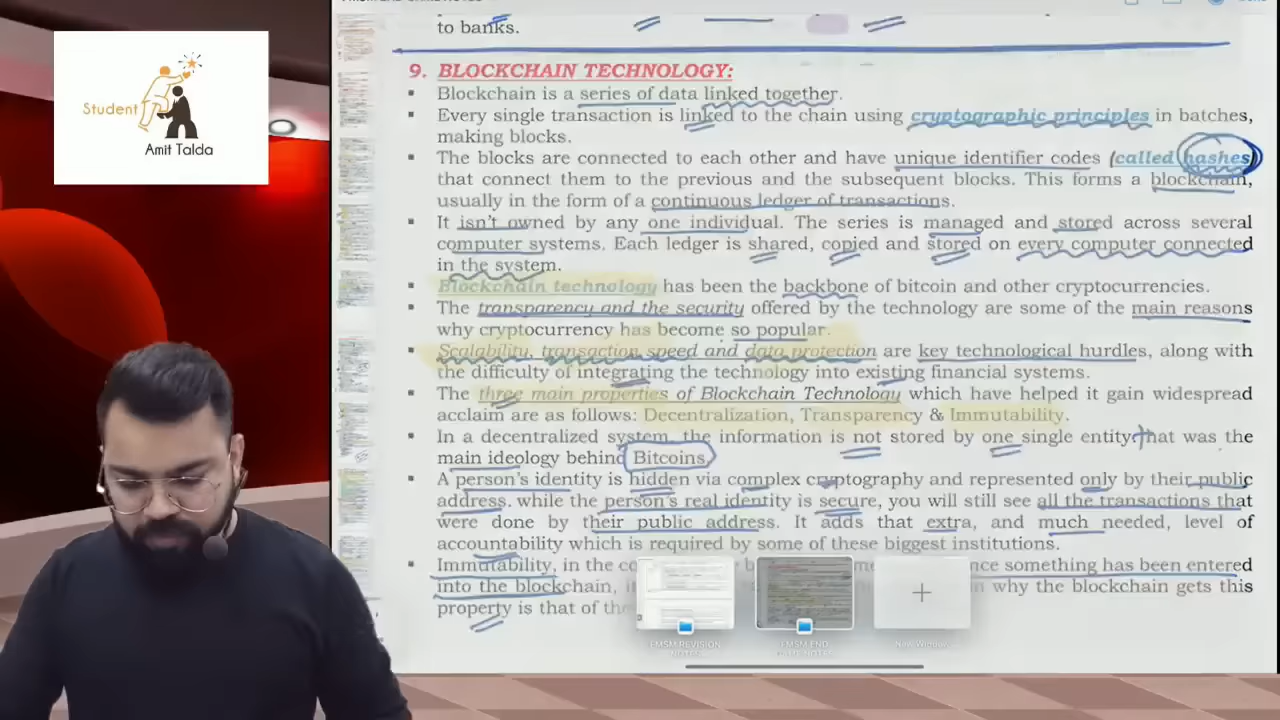 to banks.
9. BLOCKCHAIN TECHNOLOGY:
▪ Blockchain is a series of data linked together.
▪ Every single transaction is linked to the chain using cryptographic principles in batches,
making blocks.
▪ The blocks are connected to each other and have unique identifier codes (called hashes)
that connect them to the previous and the subsequent blocks. This forms a blockchain,
usually in the form of a continuous ledger of transactions.
▪ It isn't owned by any one individual. The series is managed and stored across several
computer systems. Each ledger is shared, copied and stored on every computer connected
in the system.
▪ Blockchain technology has been the backbone of bitcoin and other cryptocurrencies.
▪ The transparency and the security offered by the technology are some of the main reasons
why cryptocurrency has become so popular.
▪ Scalability, transaction speed and data protection are key technological hurdles, along with
the difficulty of integrating the technology into existing financial systems.
▪ The three main properties of Blockchain Technology which have helped it gain widespread
acclaim are as follows: Decentralization, Transparency & Immutability.
▪ In a decentralized system, the information is not stored by one single entity that was the
main ideology behind Bitcoins
▪ A person's identity is hidden via complex cryptography and represented only by their public
address. while the person's real identity is secure, you will still see all the transactions that
were done by their public address. It adds that extra, and much needed, level of
accountability which is required by some of these biggest institutions.
▪ Immutability, in the something has been entered
into the blockchain, why the blockchain gets this
property is that of
Student
Amit Talda
FMSM REVISION
FMSM END
New Window